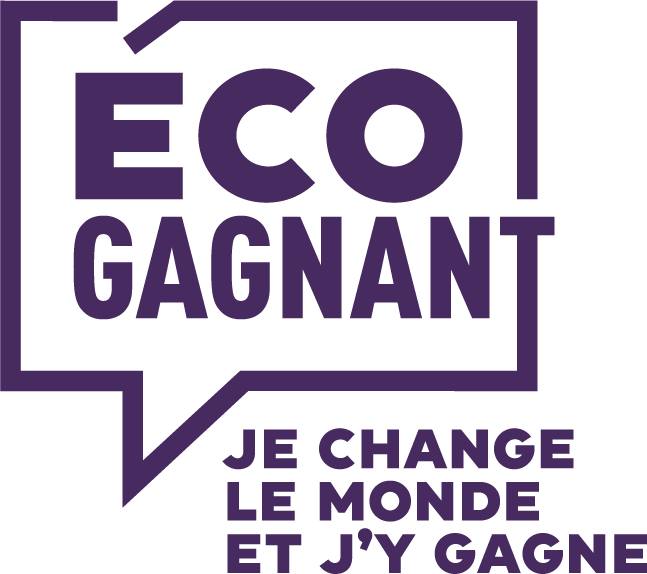 ÉCO
GAGNANT
JE CHANGE
LE MONDE
ET J'Y GAGNE